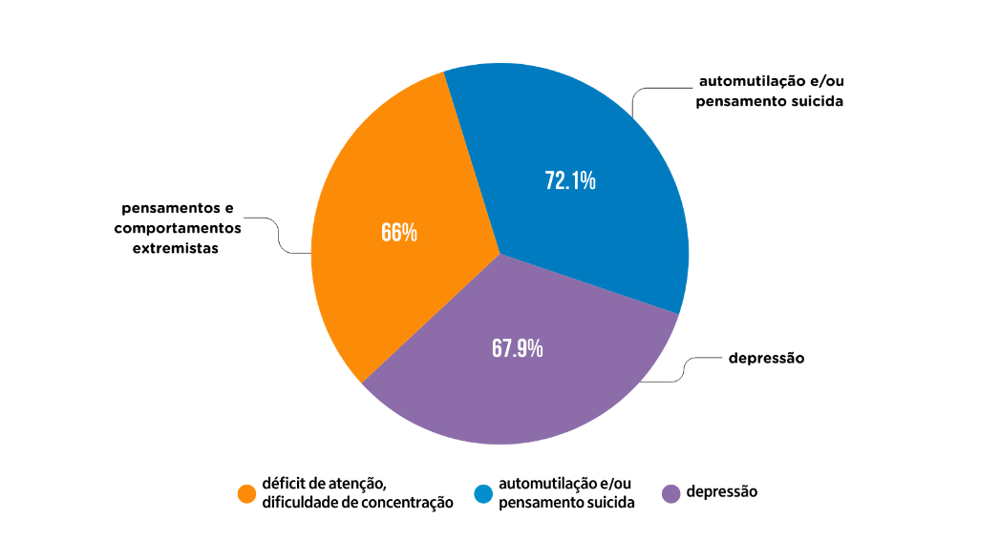 automutilação e/ou
pensamento suicida
72.1%
pensamentos e
comportamentos
extremistas
66%
67.9%
depressão
déficit de atenção,
dificuldade de concentração
automutilação e/ou
pensamento suicida
depressão